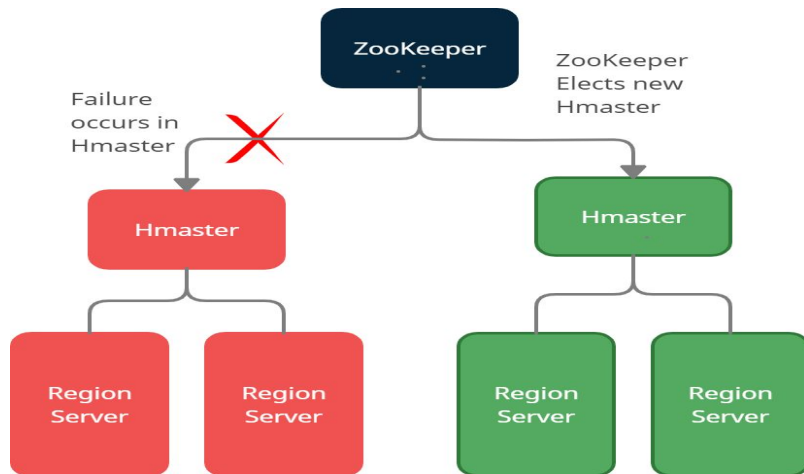 ZooKeeper
Failure
occurs in
Hmaster
ZooKeeper
Elects new
Hmaster
Hmaster
Hmaster
Region
Server
Region
Server
Region
Server
Region
Server